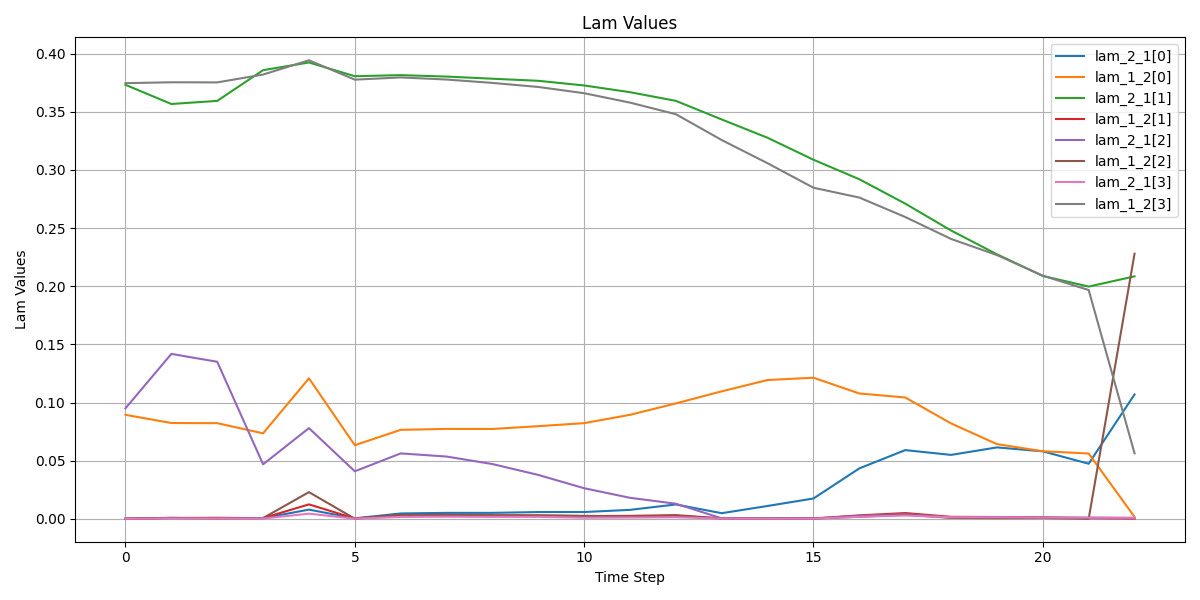 Lam Values
Lam Values
0.40
0.35
0.30
0.25
0.20
0.15
0.10
0.05
0.00
0 5 10 15 20
Time Step
lam_2_1[0]
lam_1_2[0]
lam_2_1[1]
lam_1_2[1]
lam_2_1[2]
lam_1_2[2]
lam_2_1[3]
lam_1_2[3]